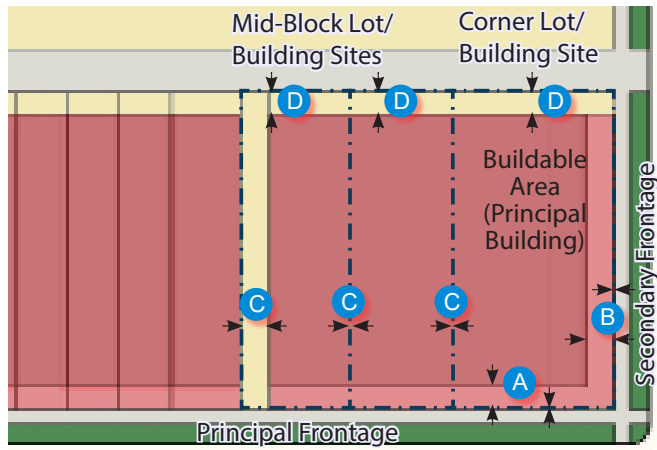 Mid-Block Lot/
Building Sites
Corner Lot/
Building Site
D
D
D
Buildable
Area
(Principal
Building)
C
C
C
B
Secondary Frontage
A
Principal Frontage